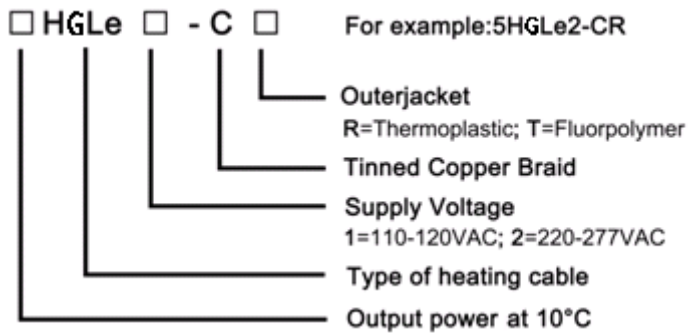 □ HGLe □ - C □ For example:5HGLe2-CR
Outerjacket
R=Thermoplastic; T=Fluorpolymer
Tinned Copper Braid
Supply Voltage
1=110-120VAC; 2=220-277VAC
Type of heating cable
Output power at 10°C